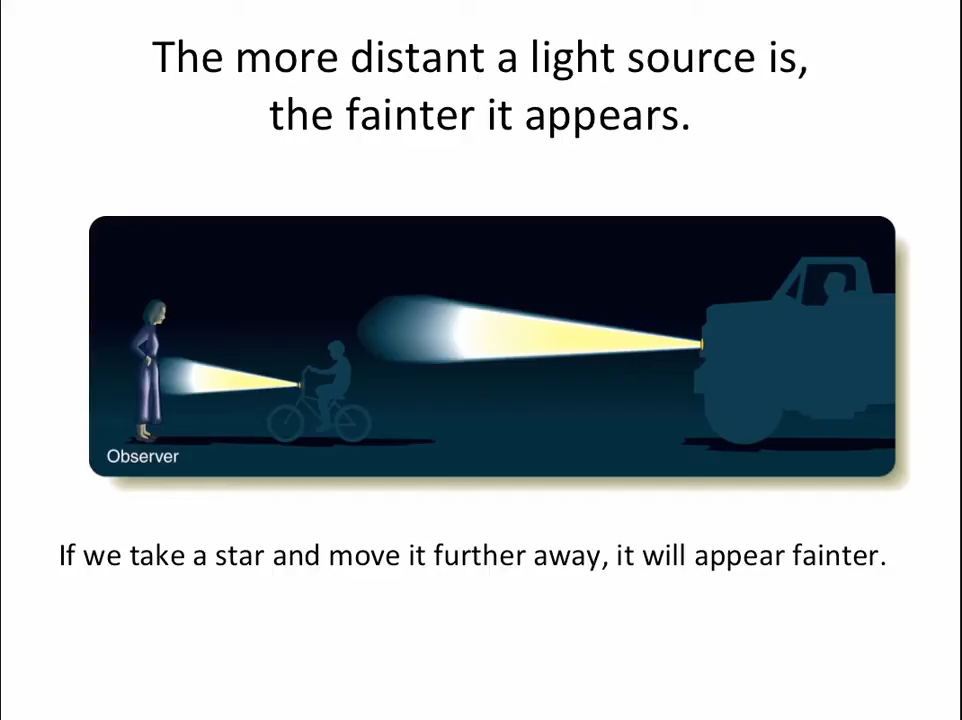 The more distant a light source is,
the fainter it appears.
Observer
If we take a star and move it further away, it will appear fainter.